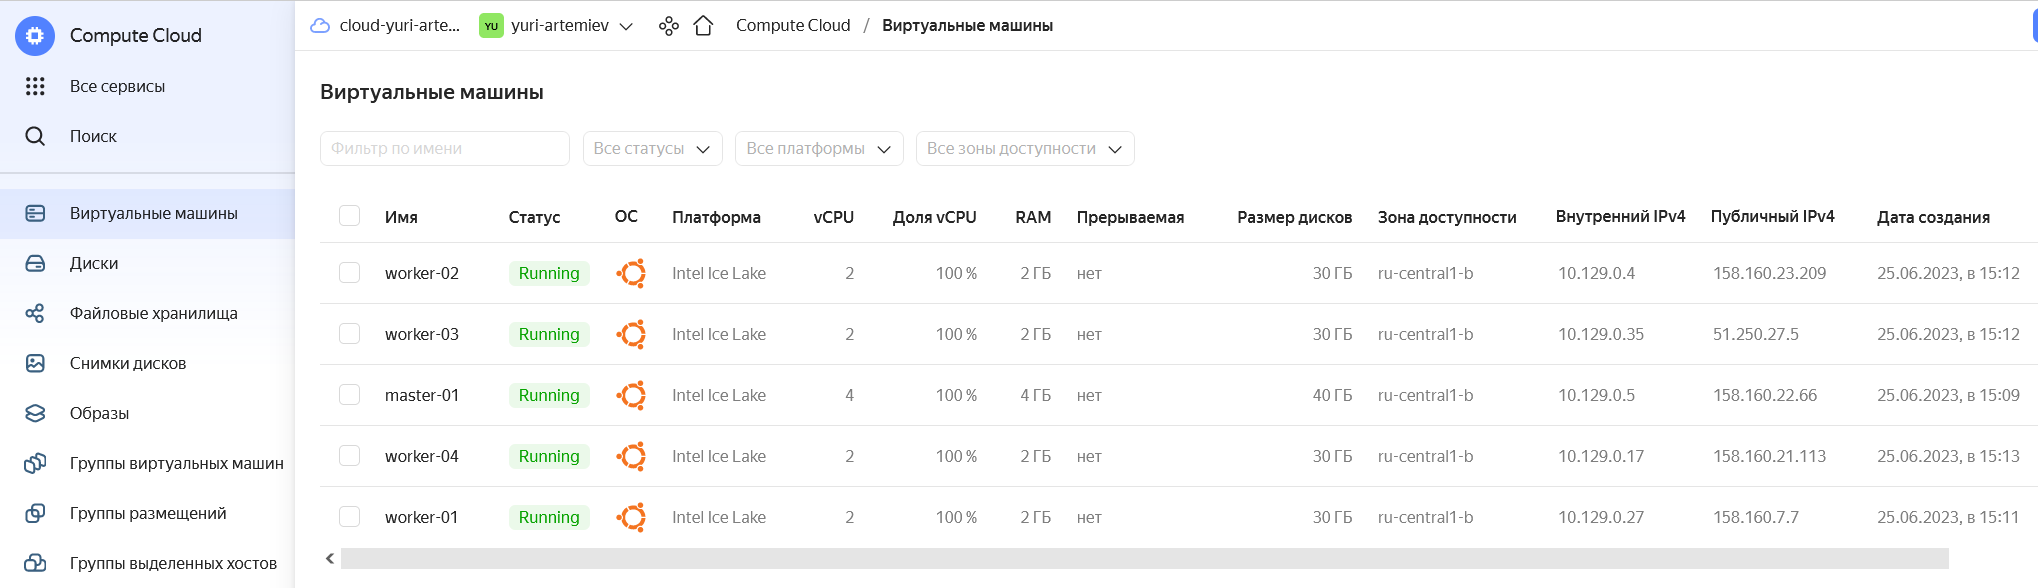 Compute Cloud
Все сервисы
Поиск
Виртуальные машины
Диски
Файловые хранилища
Снимки дисков
Образы
Группы виртуальных машин
Группы размещений
Группы выделенных хостов
cloud-yuri-arte... YU yuri-artemiev Compute Cloud / Виртуальные машины
Виртуальные машины
Фильтр по имени Все статусы Все платформы Все зоны доступности
Имя Статус ОС Платформа vCPU Доля vCPU RAM Прерываемая Размер дисков Зона доступности Внутренний IPv4 Публичный IPv4 Дата создания
worker-02 Running Intel Ice Lake 2 100 % 2 ГБ нет 30 ГБ ru-central1-b 10.129.0.4 158.160.23.209 25.06.2023, в 15:12
worker-03 Running Intel Ice Lake 2 100 % 2 ГБ нет 30 ГБ ru-central1-b 10.129.0.35 51.250.27.5 25.06.2023, в 15:12
master-01 Running Intel Ice Lake 4 100 % 4 ГБ нет 40 ГБ ru-central1-b 10.129.0.5 158.160.22.66 25.06.2023, в 15:09
worker-04 Running Intel Ice Lake 2 100 % 2 ГБ нет 30 ГБ ru-central1-b 10.129.0.17 158.160.21.113 25.06.2023, в 15:13
worker-01 Running Intel Ice Lake 2 100 % 2 ГБ нет 30 ГБ ru-central1-b 10.129.0.27 158.160.7.7 25.06.2023, в 15:11